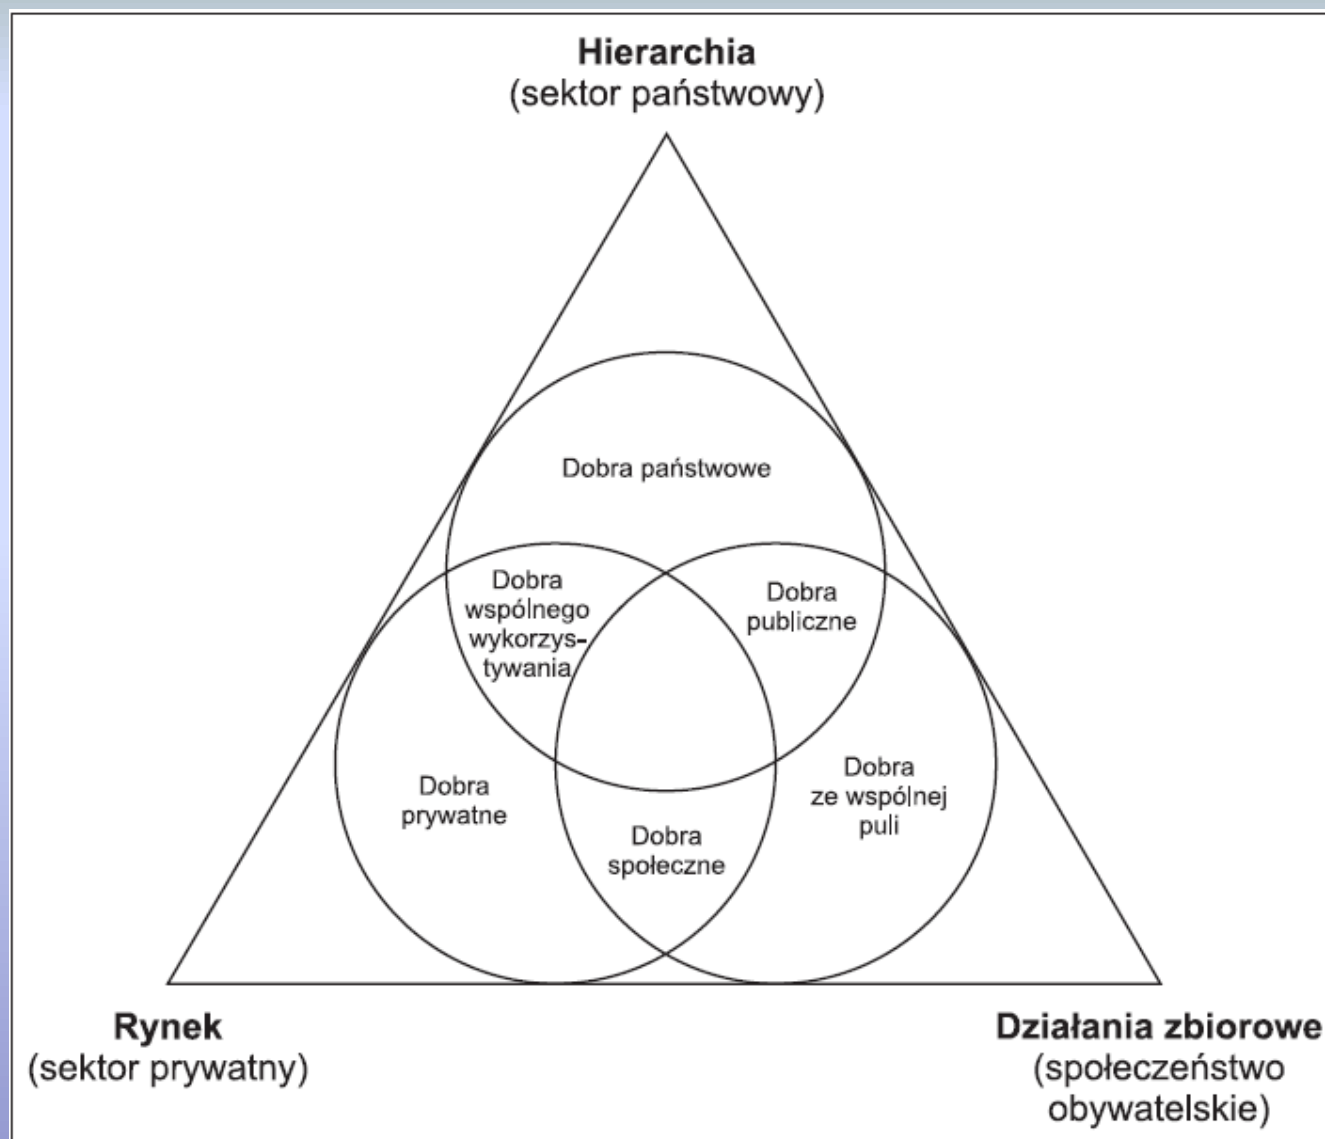 Hierarchia
(sektor państwowy)
Dobra państwowe
Dobra
wspólnego
wykorzys-
tywania
Dobra
publiczne
Dobra
prywatne
Dobra
społeczne
Dobra
ze wspólnej
puli
Rynek
(sektor prywatny)
Działania zbiorowe
(społeczeństwo
obywatelskie)